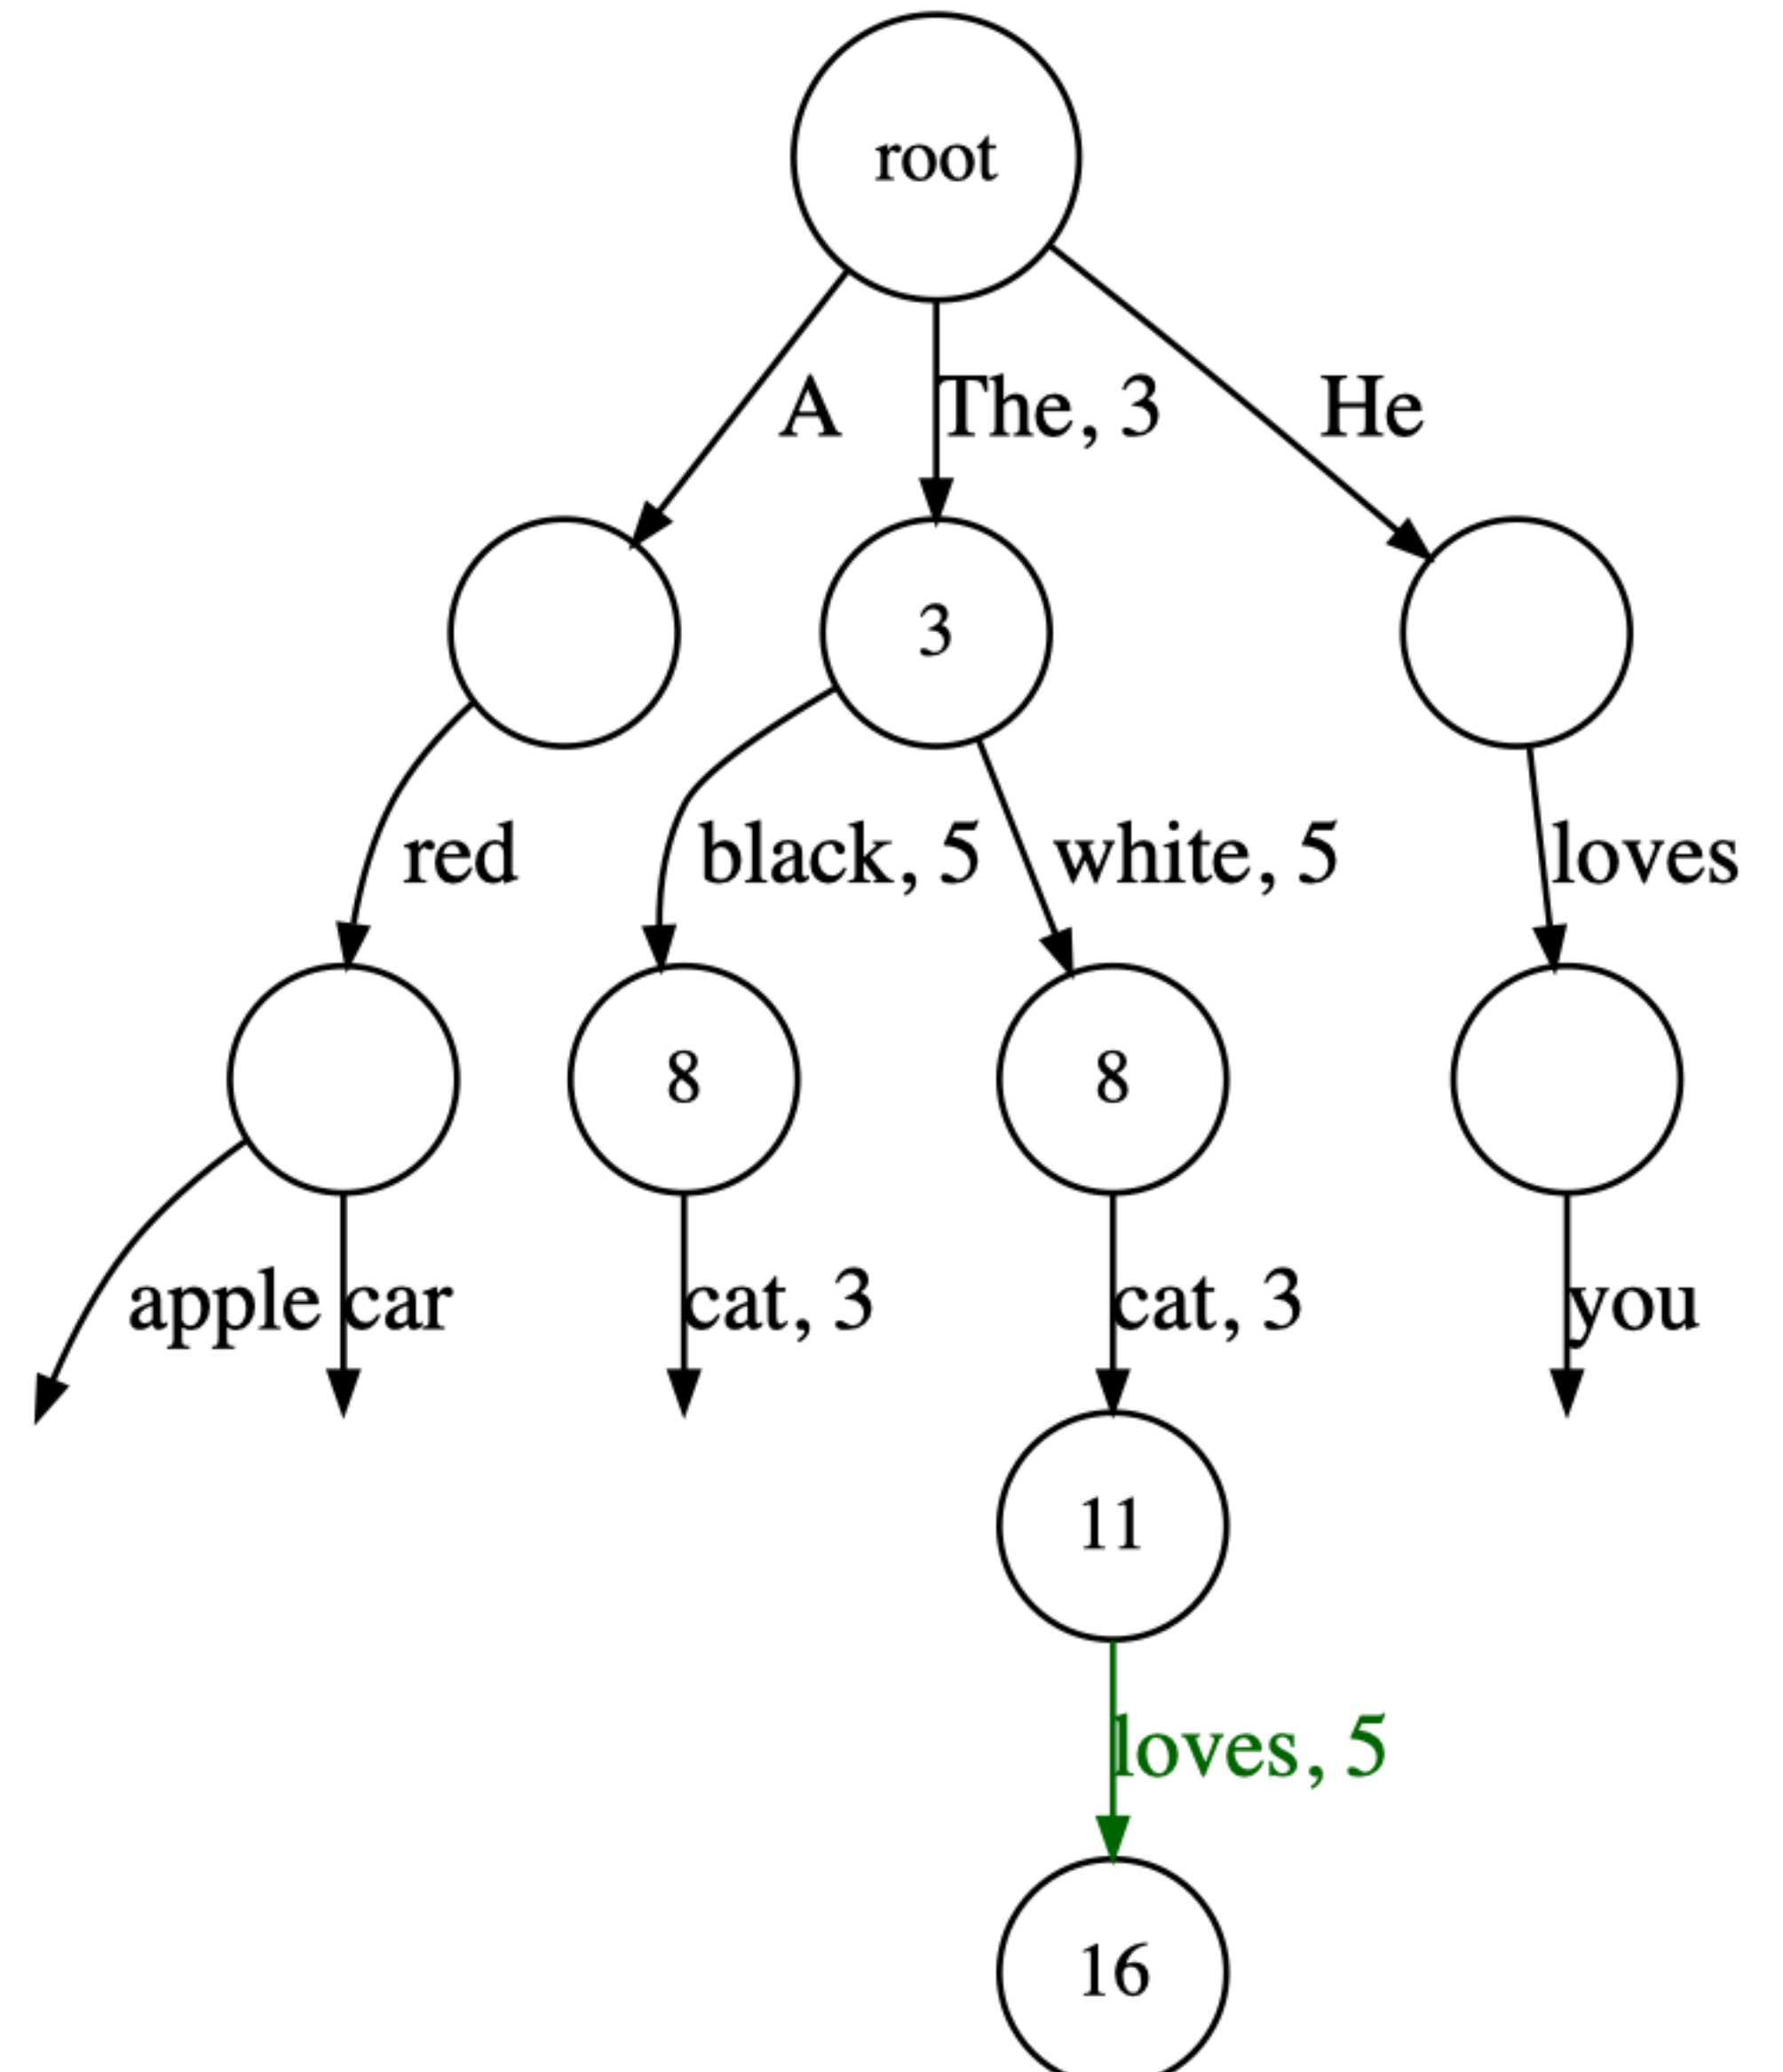 root
A
The, 3
He
3
red
black, 5
white, 5
loves
8
8
apple
car
cat, 3
cat, 3
you
11
loves, 5
16